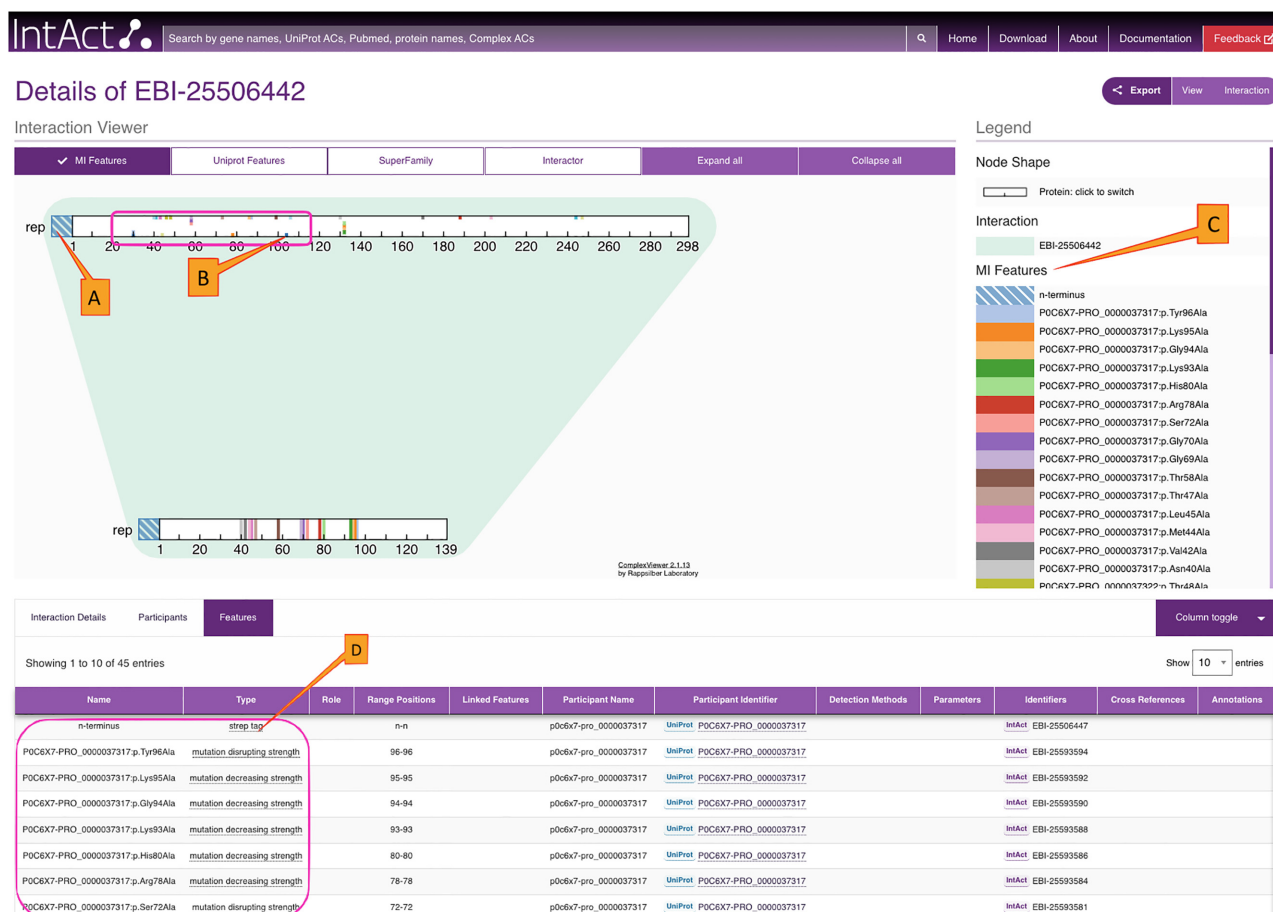 IntAct
Search by gene names, UniProt ACs, Pubmed, protein names, Complex ACs
Home Download About Documentation Feedback
Details of EBI-25506442
Export View Interaction
Interaction Viewer
Legend
MI Features Uniprot Features SuperFamily Interactor Expand all Collapse all
Node Shape
Protein: click to switch
Interaction
EBI-25506442
C
MI Features
n-terminus
P0C6X7-PRO_0000037317:p.Tyr96Ala
P0C6X7-PRO_0000037317:p.Lys95Ala
P0C6X7-PRO_0000037317:p.Gly94Ala
P0C6X7-PRO_0000037317:p.Lys93Ala
P0C6X7-PRO_0000037317:p.His80Ala
P0C6X7-PRO_0000037317:p.Arg78Ala
P0C6X7-PRO_0000037317:p.Ser72Ala
P0C6X7-PRO_0000037317:p.Gly70Ala
P0C6X7-PRO_0000037317:p.Gly69Ala
P0C6X7-PRO_0000037317:p.Thr58Ala
P0C6X7-PRO_0000037317:p.Thr47Ala
P0C6X7-PRO_0000037317:p.Leu45Ala
P0C6X7-PRO_0000037317:p.Met44Ala
P0C6X7-PRO_0000037317:p.Val42Ala
P0C6X7-PRO_0000037317:p.Asn40Ala
P0C6X7-PRO_0000037322:p.Thr48Ala
rep
1 20 40 60 80 100 120 140 160 180 200 220 240 260 280 298
A
B
rep
1 20 40 60 80 100 120 139
ComplexViewer 2.1.13
by Rappsilber Laboratory
Interaction Details Participants Features
Column toggle
D
Showing 1 to 10 of 45 entries
Show 10 entries
Name Type Role Range Positions Linked Features Participant Name Participant Identifier Detection Methods Parameters Identifiers Cross References Annotations
n-terminus strep tag n-n p0c6x7-pro_0000037317 UniProt P0C6X7-PRO_0000037317 IntAct EBI-25506447
P0C6X7-PRO_0000037317:p.Tyr96Ala mutation disrupting strength 96-96 p0c6x7-pro_0000037317 UniProt P0C6X7-PRO_0000037317 IntAct EBI-25593594
P0C6X7-PRO_0000037317:p.Lys95Ala mutation decreasing strength 95-95 p0c6x7-pro_0000037317 UniProt P0C6X7-PRO_0000037317 IntAct EBI-25593592
P0C6X7-PRO_0000037317:p.Gly94Ala mutation decreasing strength 94-94 p0c6x7-pro_0000037317 UniProt P0C6X7-PRO_0000037317 IntAct EBI-25593590
P0C6X7-PRO_0000037317:p.Lys93Ala mutation decreasing strength 93-93 p0c6x7-pro_0000037317 UniProt P0C6X7-PRO_0000037317 IntAct EBI-25593588
P0C6X7-PRO_0000037317:p.His80Ala mutation decreasing strength 80-80 p0c6x7-pro_0000037317 UniProt P0C6X7-PRO_0000037317 IntAct EBI-25593586
P0C6X7-PRO_0000037317:p.Arg78Ala mutation decreasing strength 78-78 p0c6x7-pro_0000037317 UniProt P0C6X7-PRO_0000037317 IntAct EBI-25593584
P0C6X7-PRO_0000037317:p.Ser72Ala mutation disrupting strength 72-72 p0c6x7-pro_0000037317 UniProt P0C6X7-PRO_0000037317 IntAct EBI-25593581